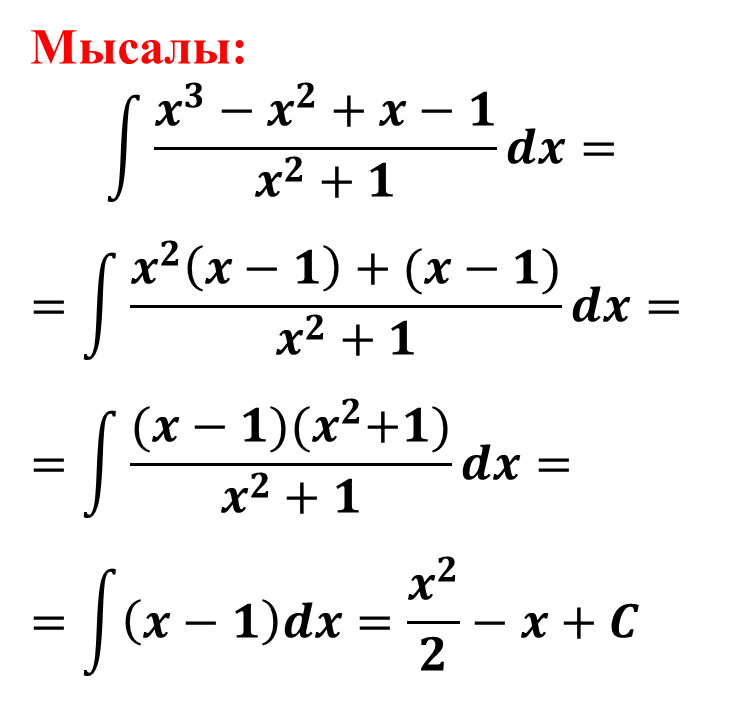 Мысалы:
∫ (x³ − x² + x − 1)/(x² + 1) dx =
= ∫ (x²(x − 1) + (x − 1))/(x² + 1) dx =
= ∫ ((x − 1)(x²+1))/(x² + 1) dx =
= ∫ (x − 1)dx = x²/2 − x + C